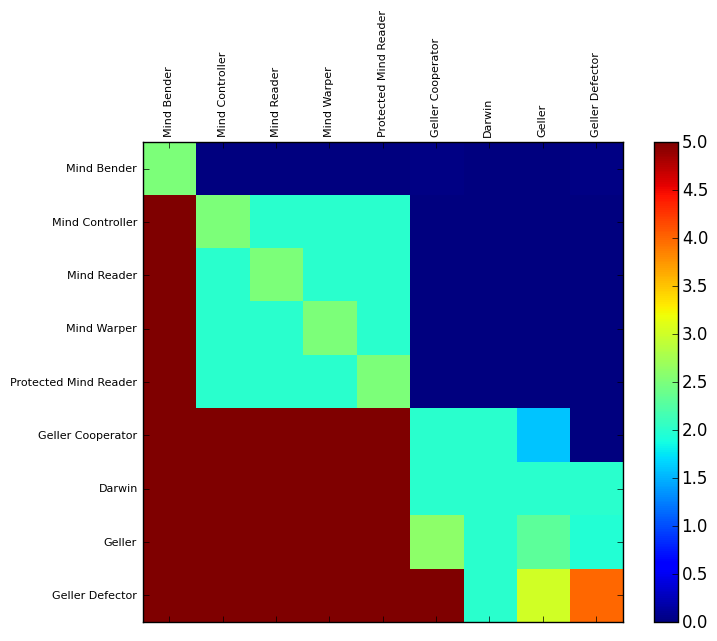 Mind Bender
Mind Controller
Mind Reader
Mind Warper
Protected Mind Reader
Geller Cooperator
Darwin
Geller
Geller Defector
Mind Bender
Mind Controller
Mind Reader
Mind Warper
Protected Mind Reader
Geller Cooperator
Darwin
Geller
Geller Defector
5.0
4.5
4.0
3.5
3.0
2.5
2.0
1.5
1.0
0.5
0.0